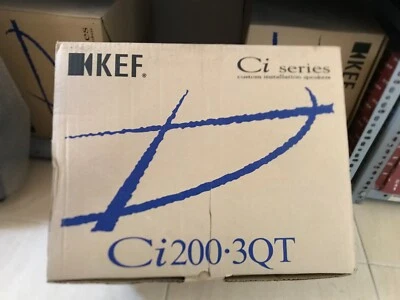 KEF®
Ci series
custom installation speakers
Ci200·3QT